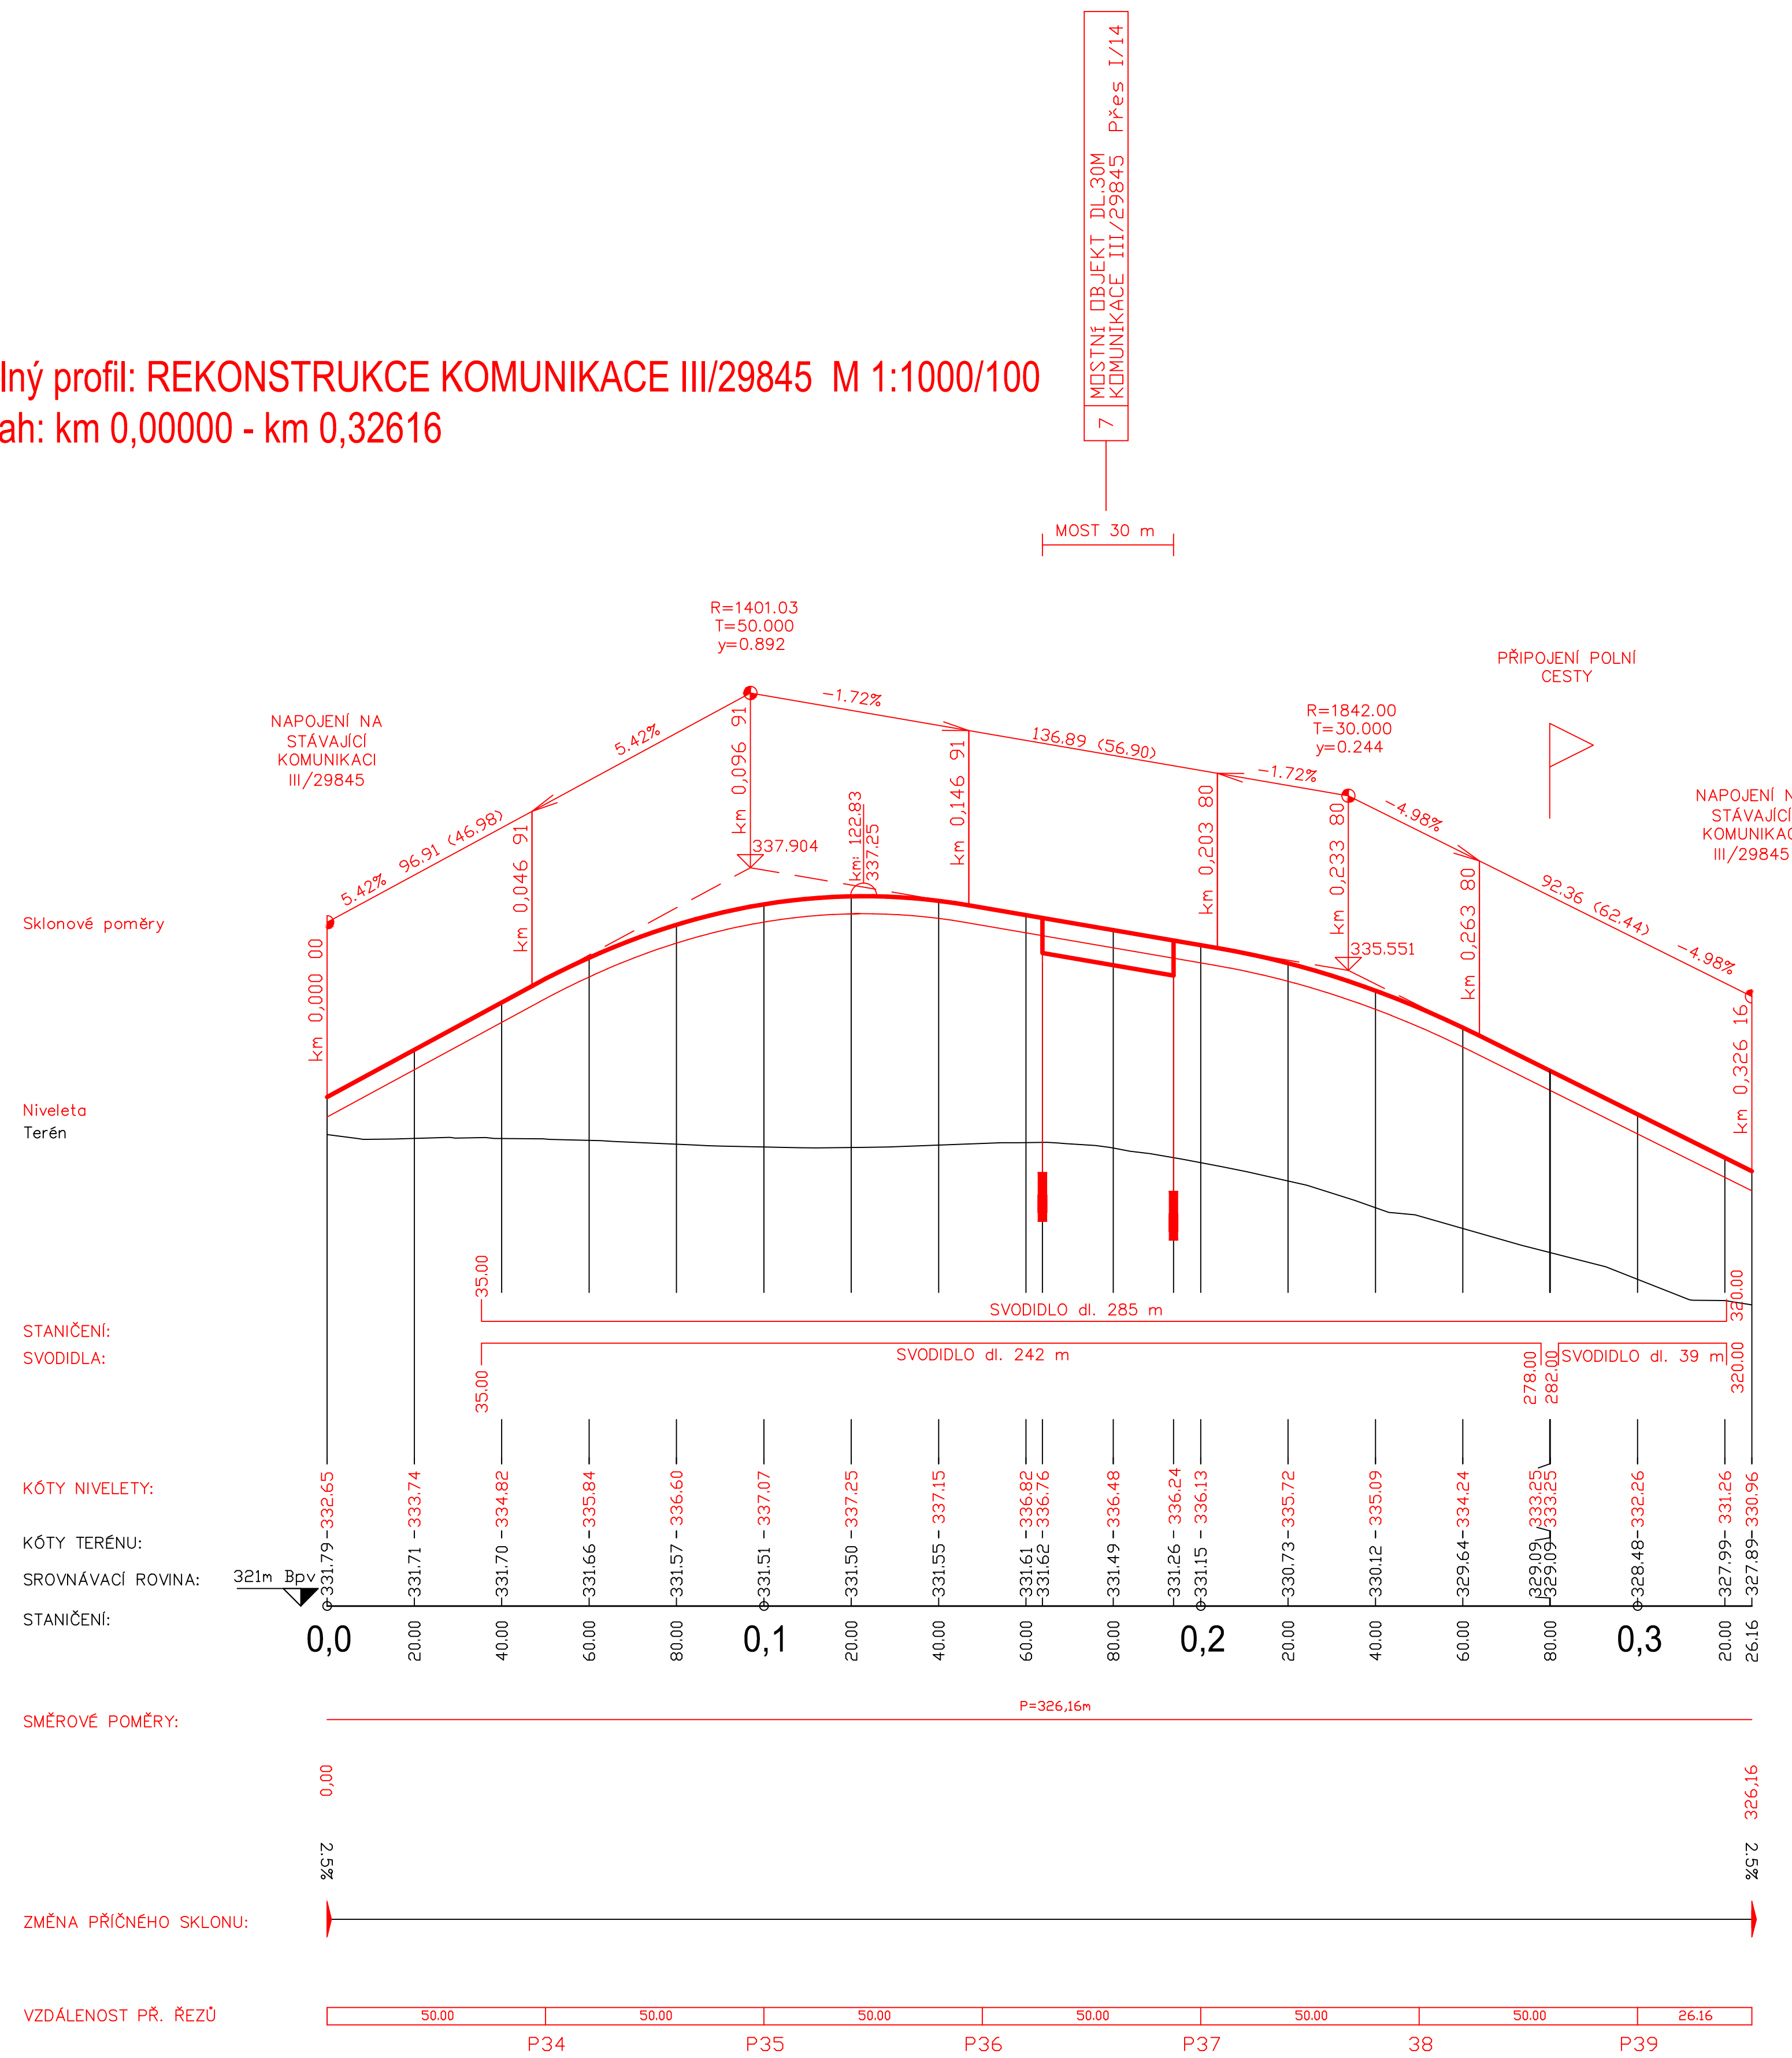 7
MOSTNÍ OBJEKT DL.30M
KOMUNIKACE III/29845 Přes I/14
lný profil: REKONSTRUKCE KOMUNIKACE III/29845 M 1:1000/100
ah: km 0,00000 - km 0,32616
MOST 30 m
R=1401.03
T=50.000
y=0.892
PŘIPOJENÍ POLNÍ
CESTY
NAPOJENÍ NA
STÁVAJÍCÍ
KOMUNIKACI
III/29845
R=1842.00
T=30.000
y=0.244
NAPOJENÍ N
STÁVAJÍCÍ
KOMUNIKAC
III/29845
5.42% 96.91 (46.98)
5.42%
-1.72%
136.89 (56.90)
-1.72%
-4.98%
92.36 (62.44)
-4.98%
km 0,000 00
km 0,046 91
km 0,096 91
337.904
km: 122.83
337.25
km 0,146 91
km 0,203 80
km 0,233 80
335.551
km 0,263 80
km 0,326 16
Sklonové poměry
Niveleta
Terén
35.00
SVODIDLO dl. 285 m
320.00
STANIČENÍ:
SVODIDLA:
35.00
SVODIDLO dl. 242 m
278.00
282.00
SVODIDLO dl. 39 m
320.00
KÓTY NIVELETY:
332.65
333.74
334.82
335.84
336.60
337.07
337.25
337.15
336.82
336.76
336.48
336.24
336.13
335.72
335.09
334.24
333.25
333.25
332.26
331.26
330.96
KÓTY TERÉNU:
331.79
331.71
331.70
331.66
331.57
331.51
331.50
331.55
331.61
331.62
331.49
331.26
331.15
330.73
330.12
329.64
329.09
329.09
328.48
327.99
327.89
SROVNÁVACÍ ROVINA:
321m Bpv
STANIČENÍ:
0,0
20.00
40.00
60.00
80.00
0,1
20.00
40.00
60.00
80.00
0,2
20.00
40.00
60.00
80.00
0,3
20.00
26.16
SMĚROVÉ POMĚRY:
P=326,16m
0,00
326,16
2.5%
2.5%
ZMĚNA PŘÍČNÉHO SKLONU:
VZDÁLENOST PŘ. ŘEZŮ
50.00
50.00
50.00
50.00
50.00
50.00
26.16
P34
P35
P36
P37
38
P39